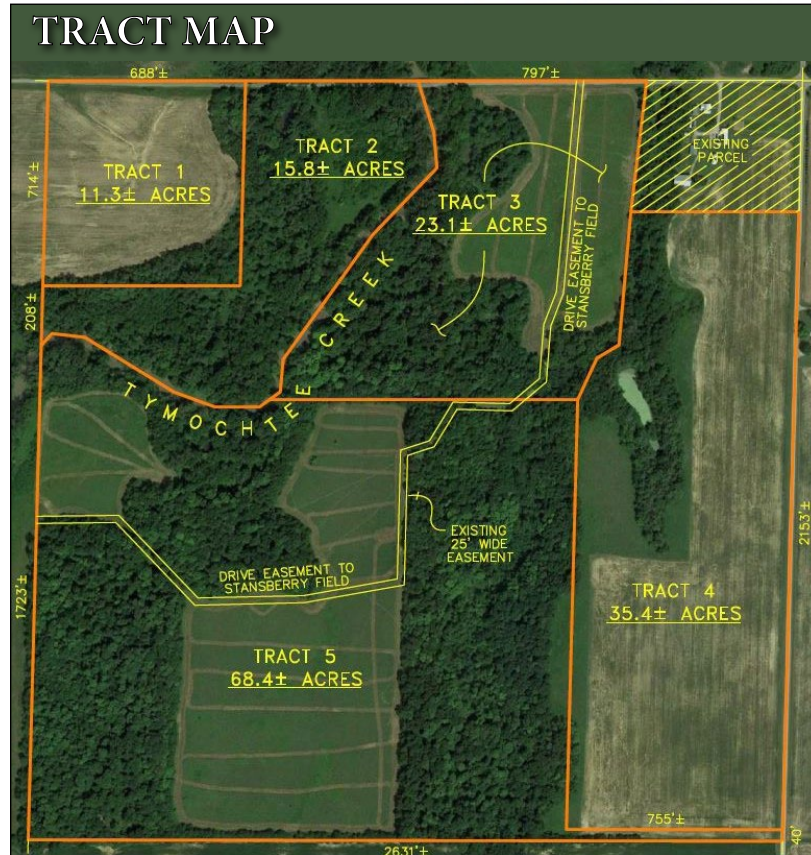 TRACT MAP
688'±
797'±
714'±
TRACT 1
11.3± ACRES
TRACT 2
15.8± ACRES
TRACT 3
23.1± ACRES
EXISTING
PARCEL
DRIVE EASEMENT TO
STANSBERRY FIELD
208'±
TYMOCHTEE CREEK
EXISTING
25' WIDE
EASEMENT
2153'±
DRIVE EASEMENT TO
STANSBERRY FIELD
1723'±
TRACT 4
35.4± ACRES
TRACT 5
68.4± ACRES
755'±
40'
2631'±